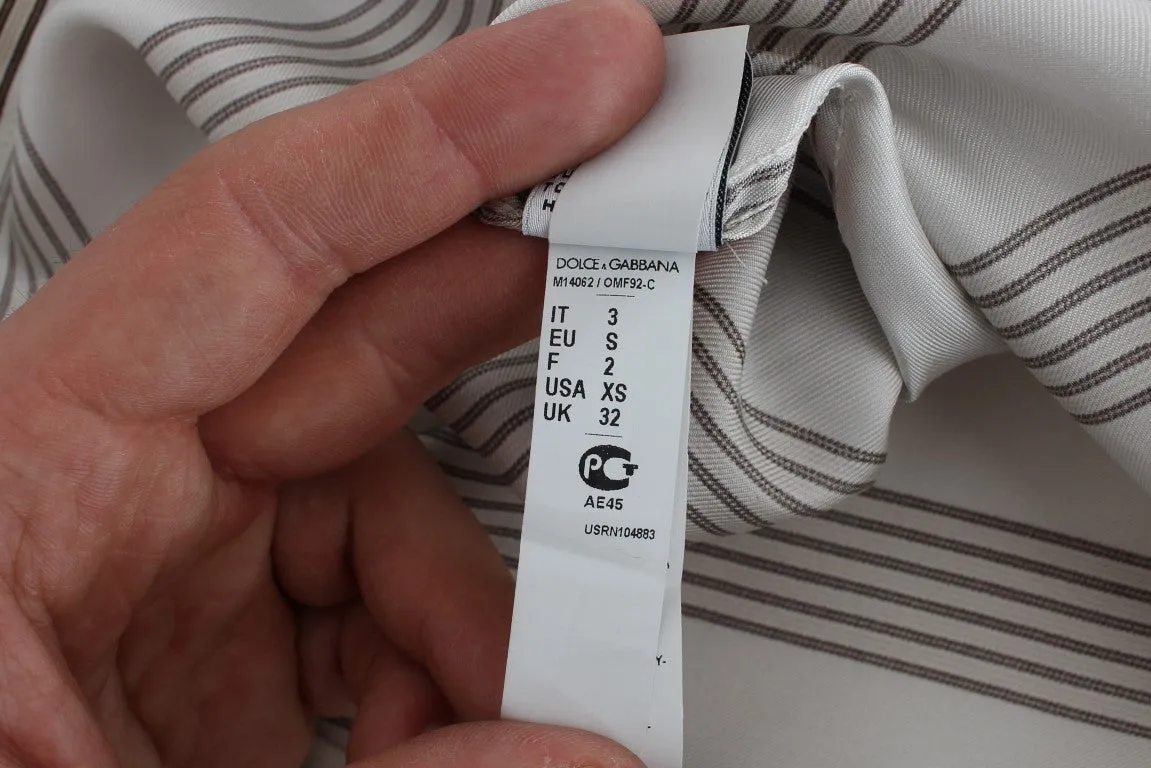 DOLCE & GABBANA
M14062 / OMF92-C
IT 3
EU S
F 2
USA XS
UK 32
PCT
AE45
USRN104883
Y-